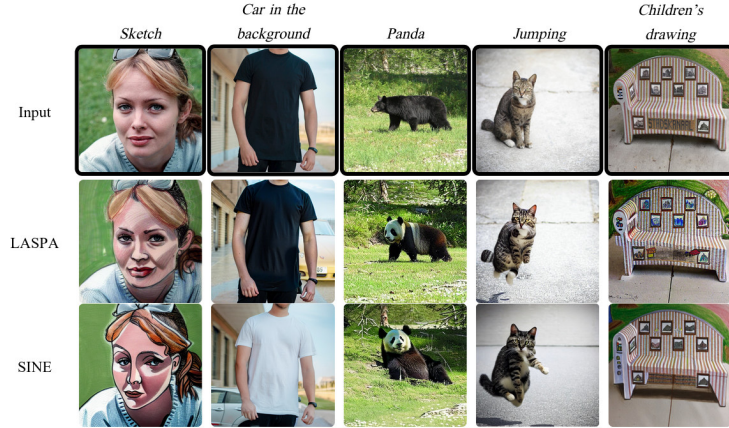 Sketch
Car in the
background
Panda
Jumping
Children's
drawing
Input
LASPA
SINE